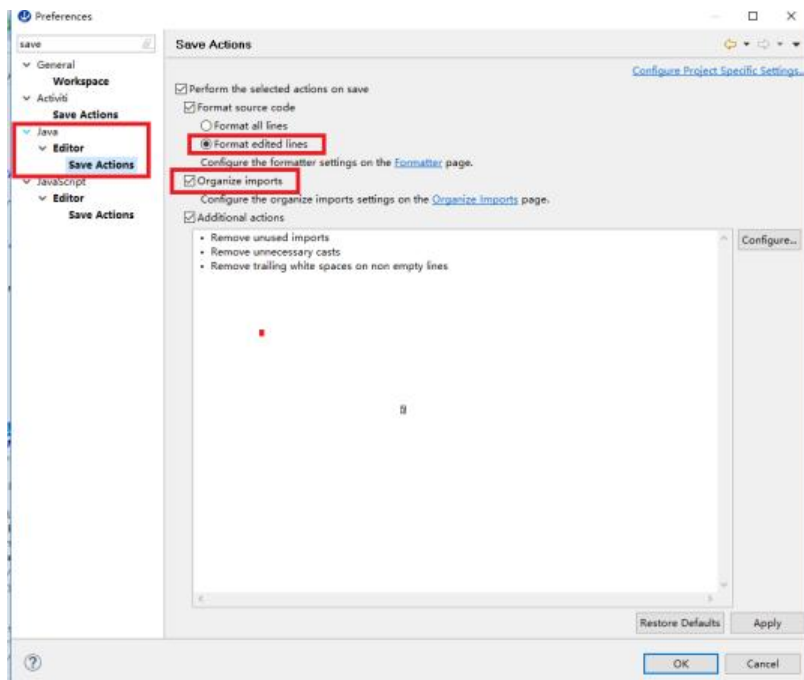 Preferences
save
General
Workspace
Activiti
Save Actions
Java
Editor
Save Actions
JavaScript
Editor
Save Actions
Save Actions
Configure Project Specific Settings...
Perform the selected actions on save
Format source code
Format all lines
Format edited lines
Configure the formatter settings on the Formatter page.
Organize imports
Configure the organize imports settings on the Organize Imports page.
Additional actions
• Remove unused imports
• Remove unnecessary casts
• Remove trailing white spaces on non empty lines
Configure...
Restore Defaults
Apply
OK
Cancel